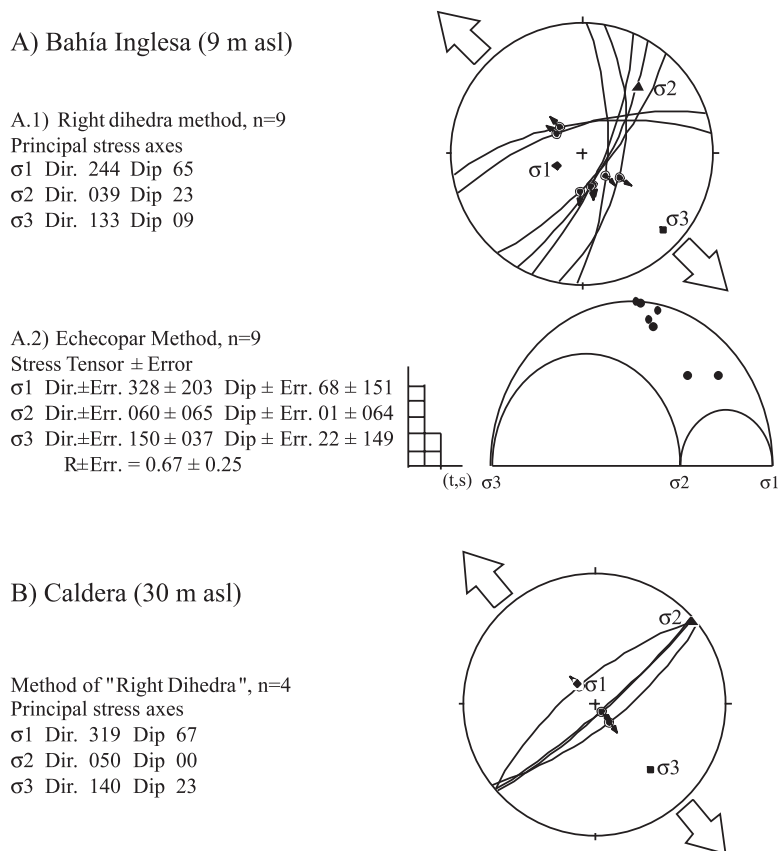 A) Bahía Inglesa (9 m asl)
A.1) Right dihedra method, n=9
Principal stress axes
σ1 Dir. 244 Dip 65
σ2 Dir. 039 Dip 23
σ3 Dir. 133 Dip 09
σ2
σ1
σ3
A.2) Echecopar Method, n=9
Stress Tensor ± Error
σ1 Dir.±Err. 328 ± 203 Dip ± Err. 68 ± 151
σ2 Dir.±Err. 060 ± 065 Dip ± Err. 01 ± 064
σ3 Dir.±Err. 150 ± 037 Dip ± Err. 22 ± 149
R±Err. = 0.67 ± 0.25
(t,s) σ3 σ2 σ1
B) Caldera (30 m asl)
Method of "Right Dihedra", n=4
Principal stress axes
σ1 Dir. 319 Dip 67
σ2 Dir. 050 Dip 00
σ3 Dir. 140 Dip 23
σ2
σ1
σ3